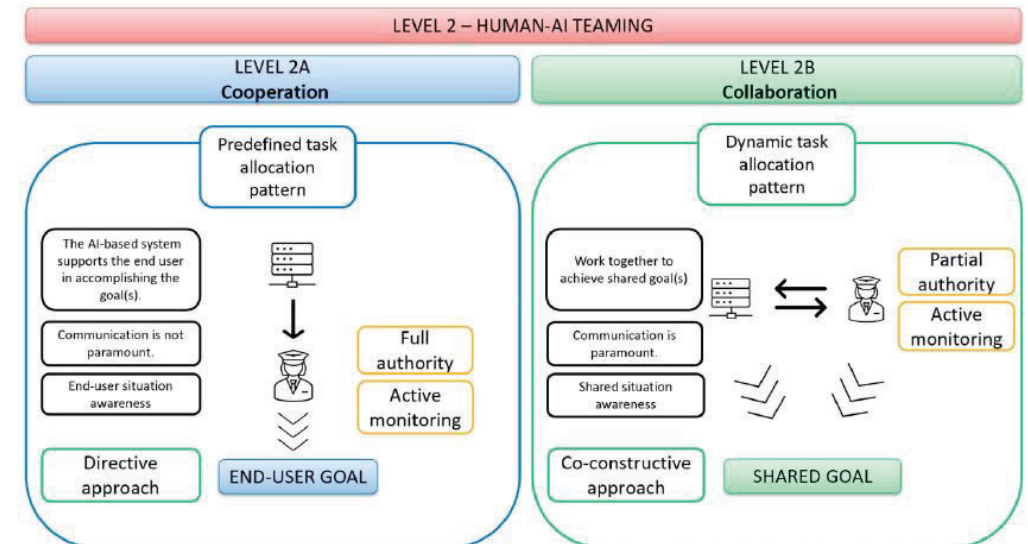 LEVEL 2 – HUMAN-AI TEAMING
LEVEL 2A
Cooperation
Predefined task
allocation
pattern
The AI-based system
supports the end user
in accomplishing the
goal(s).
Communication is not
paramount.
End-user situation
awareness
Full
authority
Active
monitoring
Directive
approach
END-USER GOAL
LEVEL 2B
Collaboration
Dynamic task
allocation
pattern
Work together to
achieve shared goal(s)
Communication is
paramount.
Shared situation
awareness
Partial
authority
Active
monitoring
Co-constructive
approach
SHARED GOAL